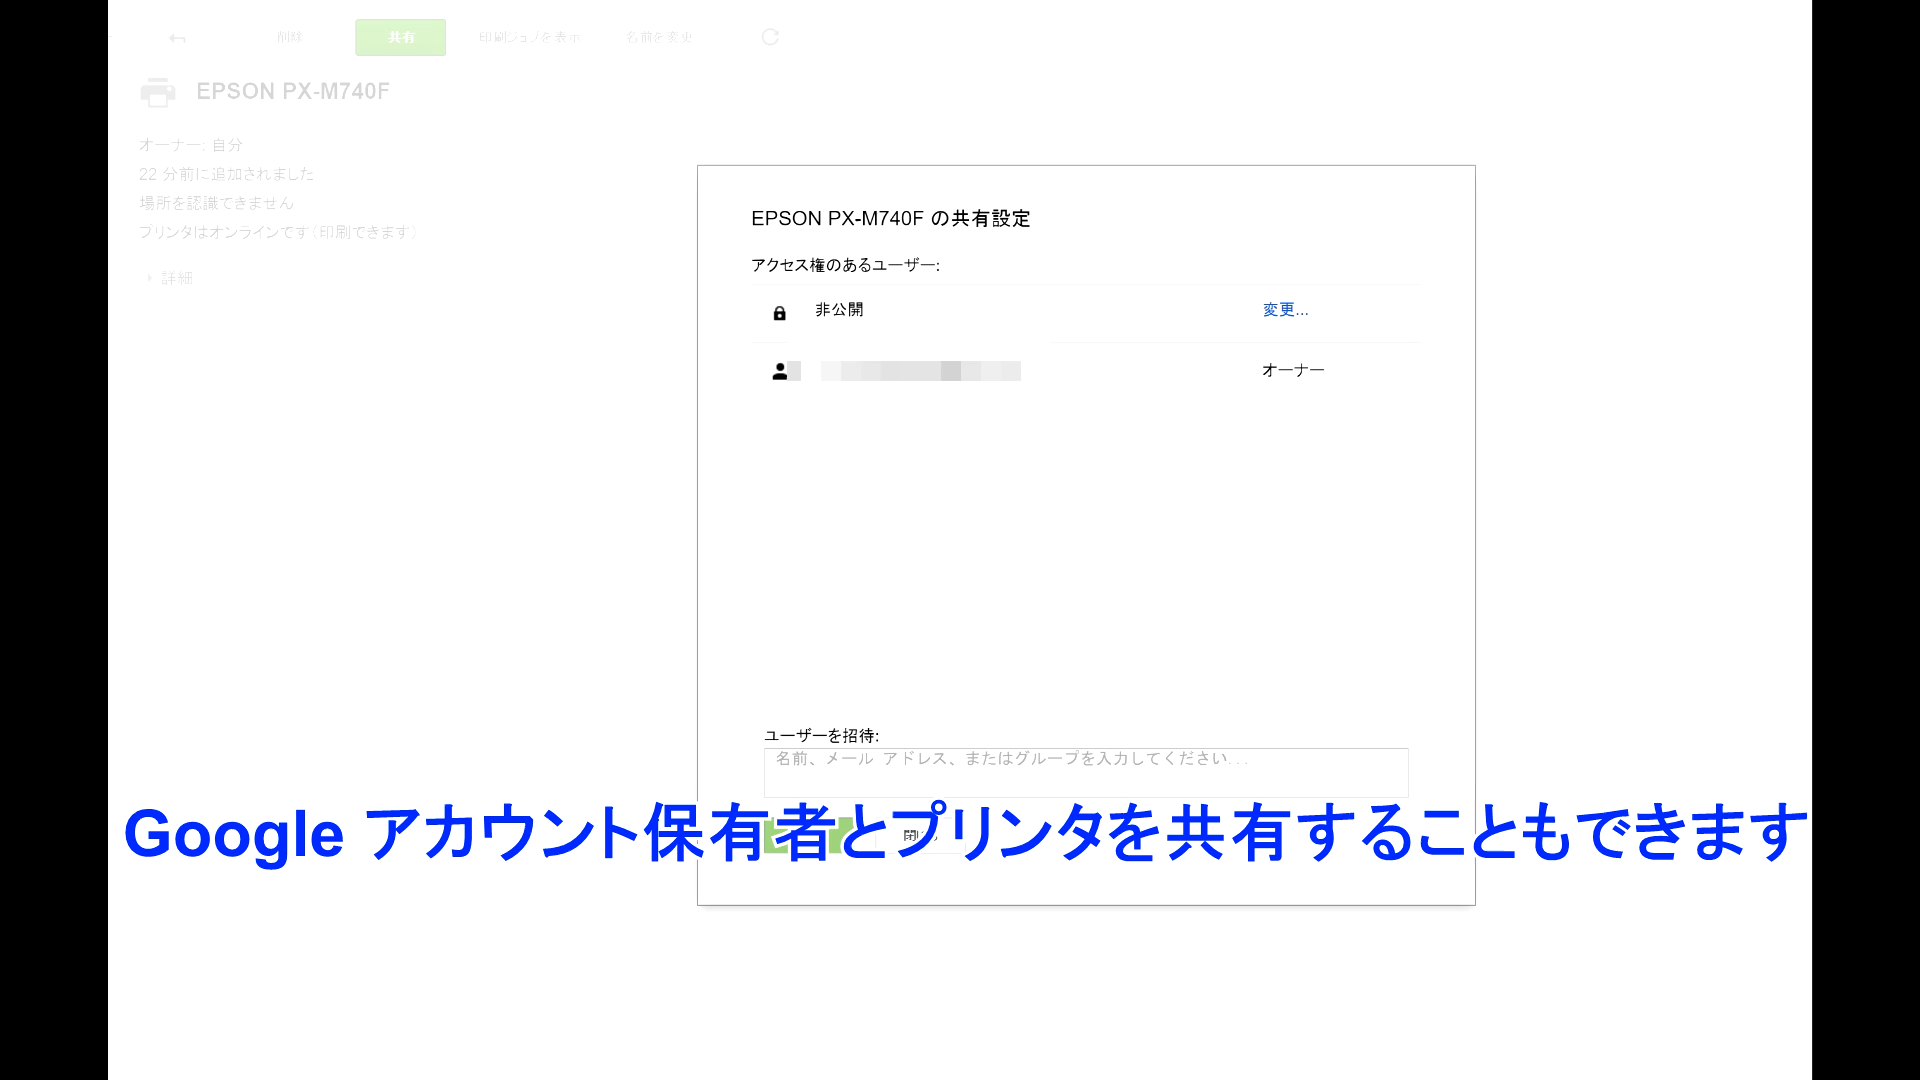 削除 共有 印刷ジョブを表示 名前を変更
EPSON PX-M740F
オーナー: 自分
22 分前に追加されました
場所を認識できません
プリンタはオンラインです（印刷できます）
詳細
EPSON PX-M740F の共有設定
アクセス権のあるユーザー:
非公開 変更...
オーナー
ユーザーを招待:
名前、メール アドレス、またはグループを入力してください...
Google アカウント保有者とプリンタを共有することもできます